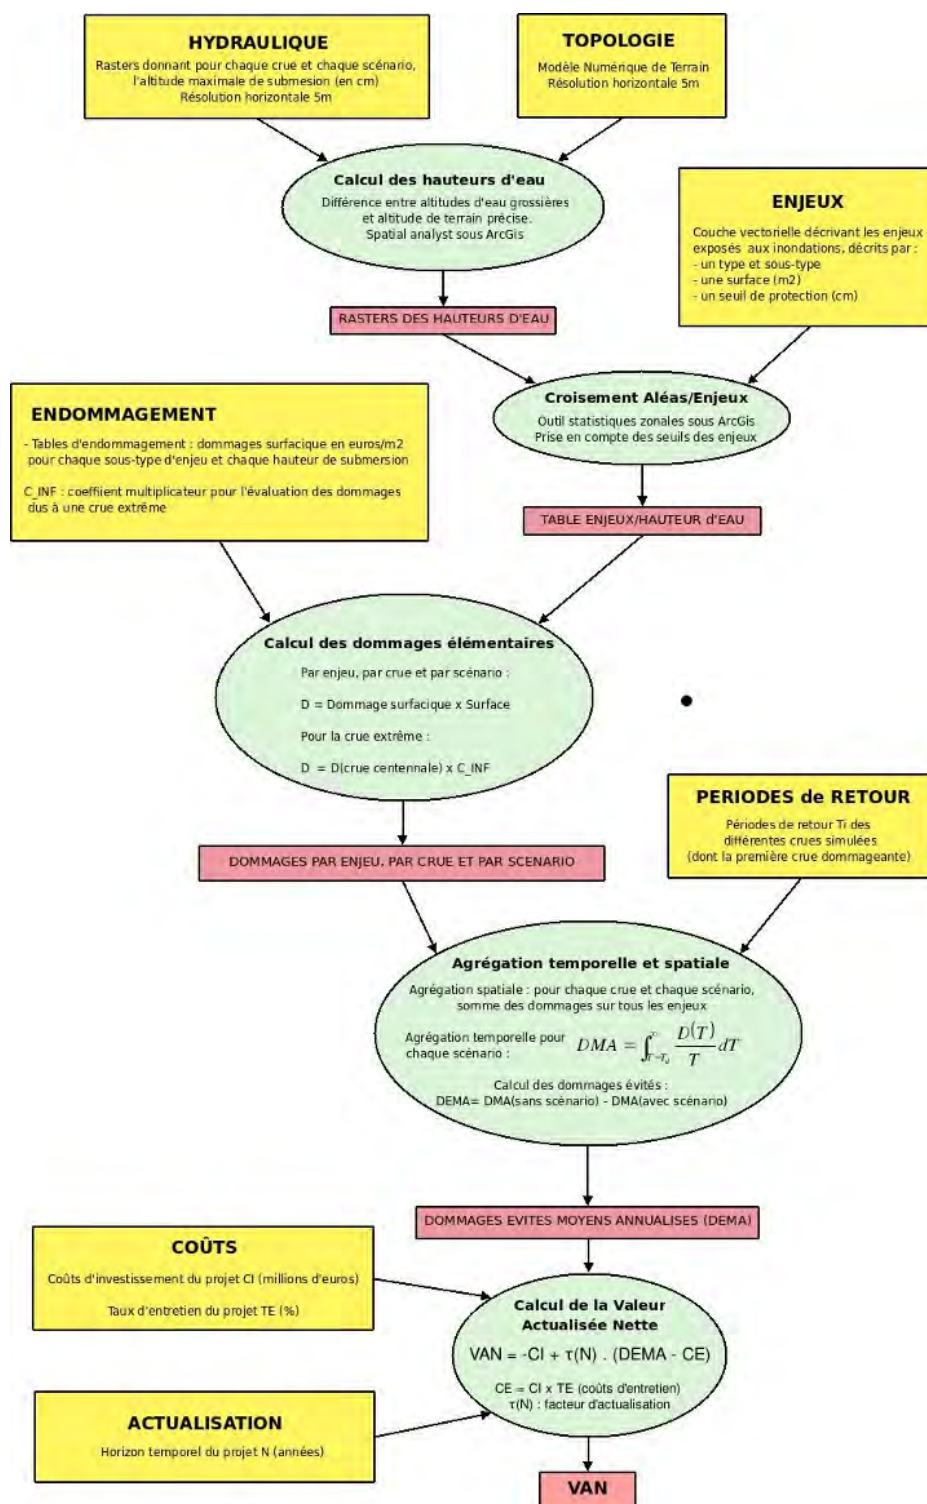 HYDRAULIQUE
Rasters donnant pour chaque crue et chaque scénario,
l'altitude maximale de submesion (en cm)
Résolution horizontale 5m
TOPOLOGIE
Modèle Numérique de Terrain
Résolution horizontale 5m
Calcul des hauteurs d'eau
Différence entre altitudes d'eau grossières
et altitude de terrain précise.
Spatial analyst sous ArcGis
ENJEUX
Couche vectorielle décrivant les enjeux
exposés aux inondations, décrits par :
- un type et sous-type
- une surface (m2)
- un seuil de protection (cm)
RASTERS DES HAUTEURS D'EAU
Croisement Aléas/Enjeux
Outil statistiques zonales sous ArcGis
Prise en compte des seuils des enjeux
ENDOMMAGEMENT
- Tables d'endommagement : dommages surfacique en euros/m2
pour chaque sous-type d'enjeu et chaque hauteur de submersion
C_INF : coeffiient multiplicateur pour l'évaluation des dommages
dus à une crue extrême
TABLE ENJEUX/HAUTEUR d'EAU
Calcul des dommages élémentaires
Par enjeu, par crue et par scénario :
D = Dommage surfacique x Surface
Pour la crue extrême :
D = D(crue centennale) x C_INF
PERIODES de RETOUR
Périodes de retour Ti des
différentes crues simulées
(dont la première crue dommageante)
DOMMAGES PAR ENJEU, PAR CRUE ET PAR SCENARIO
Agrégation temporelle et spatiale
Agrégation spatiale : pour chaque crue et chaque scénario,
somme des dommages sur tous les enjeux
Agrégation temporelle pour
chaque scénario :
DMA = ∫_{T=T_d}^{∞} D(T)/T dT
Calcul des dommages évités :
DEMA= DMA(sans scénario) - DMA(avec scénario)
DOMMAGES EVITES MOYENS ANNUALISES (DEMA)
COÛTS
Coûts d'investissement du projet CI (millions d'euros)
Taux d'entretien du projet TE (%)
Calcul de la Valeur
Actualisée Nette
VAN = -CI + τ(N) . (DEMA - CE)
CE = CI x TE (coûts d'entretien)
τ(N) : facteur d'actualisation
ACTUALISATION
Horizon temporel du projet N (années)
VAN